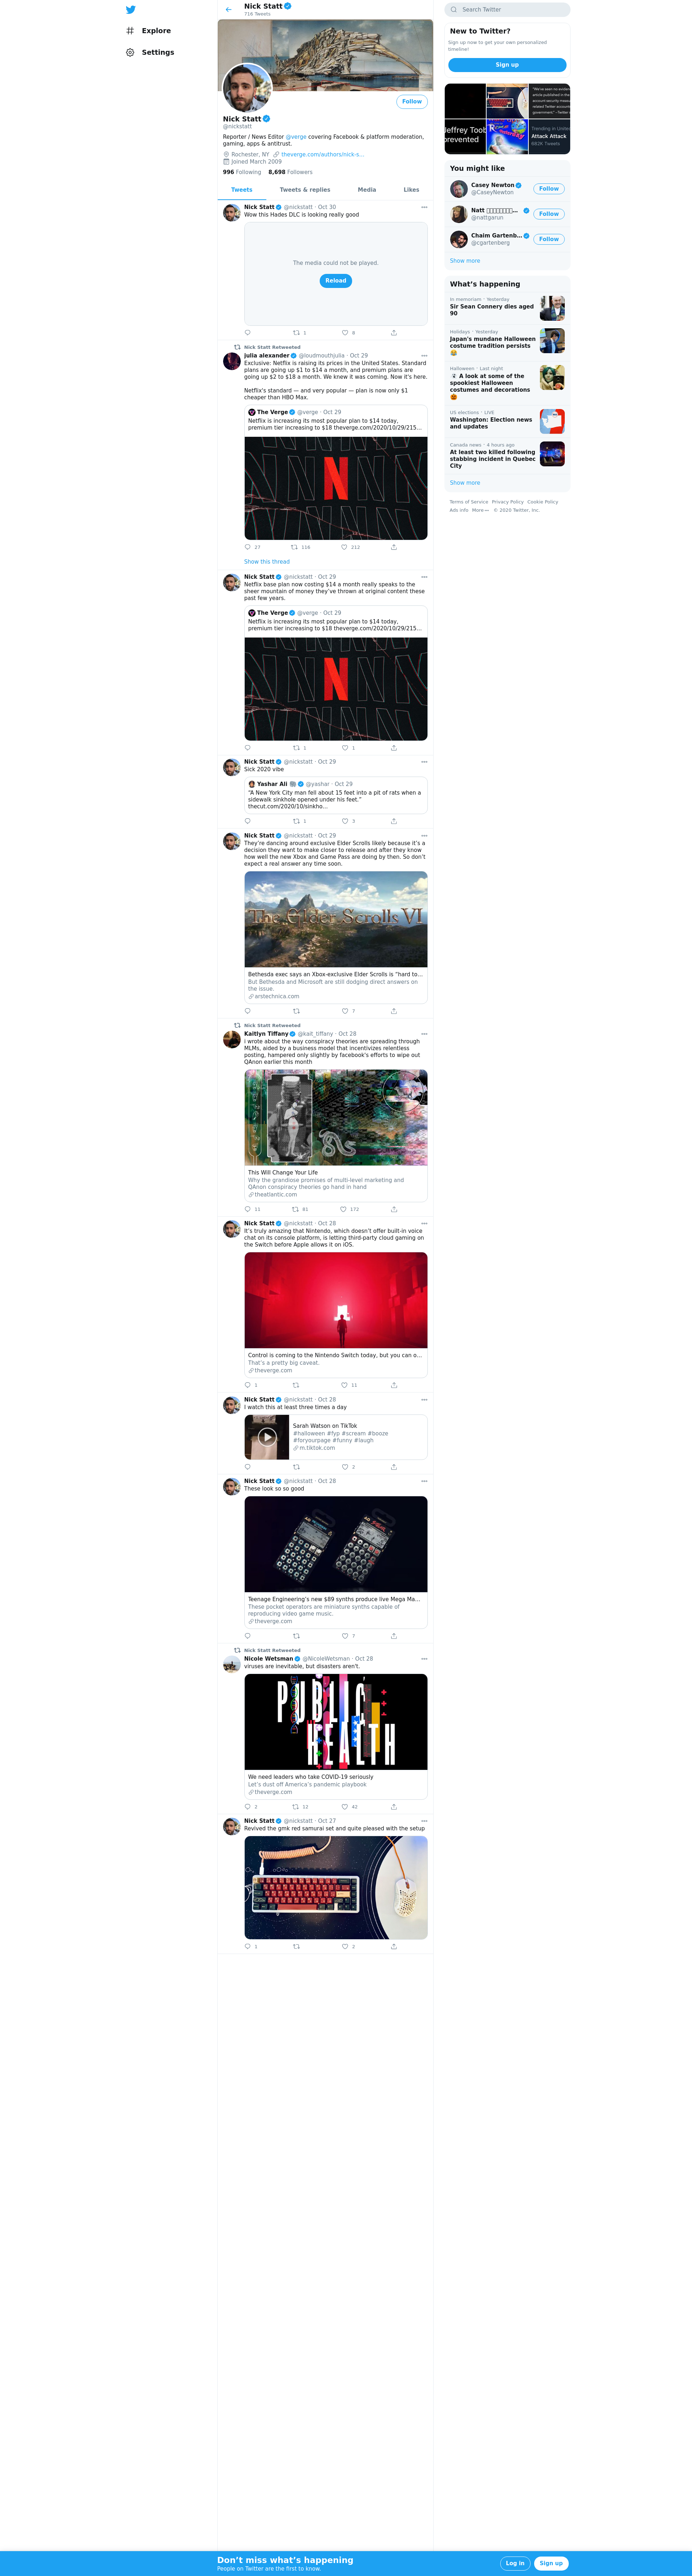 Explore
Settings
Nick Statt
716 Tweets
Follow
Nick Statt
@nickstatt
Reporter / News Editor @verge covering Facebook & platform moderation,
gaming, apps & antitrust.
Rochester, NY theverge.com/authors/nick-s...
Joined March 2009
996 Following 8,698 Followers
Tweets Tweets & replies Media Likes
Nick Statt @nickstatt · Oct 30
Wow this Hades DLC is looking really good
The media could not be played.
Reload
1 9
Nick Statt Retweeted
julia alexander @loudmouthjulia · Oct 29
Exclusive: Netflix is raising its prices in the United States. Standard
plans are going up $1 to $14 a month, and premium plans are
going up $2 to $18 a month. We knew it was coming. Now it's here.
Netflix's standard — and very popular — plan is now only $1
cheaper than HBO Max.
The Verge @verge · Oct 29
Netflix is increasing its most popular plan to $14 today,
premium tier increasing to $18 theverge.com/2020/10/29/215...
27 118 212
Show this thread
Nick Statt @nickstatt · Oct 29
Netflix base plan now costing $14 a month really speaks to the
sheer mountain of money they've thrown at original content these
past few years.
The Verge @verge · Oct 29
Netflix is increasing its most popular plan to $14 today,
premium tier increasing to $18 theverge.com/2020/10/29/215...
1 1
Nick Statt @nickstatt · Oct 29
Sick 2020 vibe
Yashar Ali @yashar · Oct 29
"A New York City man fell about 15 feet into a pit of rats when a
sidewalk sinkhole opened under his feet."
thecut.com/2020/10/sinkho...
1 3
Nick Statt @nickstatt · Oct 29
They're dancing around exclusive Elder Scrolls likely because it's a
decision they want to make closer to release and after they know
how well the new Xbox and Game Pass are doing by then. So don't
expect a real answer any time soon.
The Elder Scrolls VI
Bethesda exec says an Xbox-exclusive Elder Scrolls is "hard to...
But Bethesda and Microsoft are still dodging direct answers on
the issue.
arstechnica.com
7
Nick Statt Retweeted
Kaitlyn Tiffany @kait_tiffany · Oct 28
i wrote about the way conspiracy theories are spreading through
MLMs, aided by a business model that incentivizes relentless
posting, hampered only slightly by facebook's efforts to wipe out
QAnon earlier this month
This Will Change Your Life
Why the grandiose promises of multi-level marketing and
QAnon conspiracy theories go hand in hand
theatlantic.com
11 81 172
Nick Statt @nickstatt · Oct 28
It's truly amazing that Nintendo, which doesn't offer built-in voice
chat on its console platform, is letting third-party cloud gaming on
the Switch before Apple allows it on iOS.
Control is coming to the Nintendo Switch today, but you can o...
That's a pretty big caveat.
theverge.com
1 11
Nick Statt @nickstatt · Oct 28
I watch this at least three times a day
Sarah Watson on TikTok
#halloween #fyp #scream #booze
#foryourpage #funny #laugh
m.tiktok.com
2
Nick Statt @nickstatt · Oct 28
These look so so good
Teenage Engineering's new $89 synths produce live Mega Ma...
These pocket operators are miniature synths capable of
reproducing video game music.
theverge.com
7
Nick Statt Retweeted
Nicole Wetsman @NicoleWetsman · Oct 28
viruses are inevitable, but disasters aren't.
PUBLIC
HEALTH
We need leaders who take COVID-19 seriously
Let's dust off America's pandemic playbook
theverge.com
2 12 42
Nick Statt @nickstatt · Oct 27
Revived the gmk red samurai set and quite pleased with the setup
1 2
Search Twitter
New to Twitter?
Sign up now to get your own personalized
timeline!
Sign up
Jeffrey Toob
prevented
Attack Attack
682K Tweets
You might like
Casey Newton
@CaseyNewton
Follow
Natt
@nattgarun
Follow
Chaim Gartenb...
@cgartenberg
Follow
Show more
What's happening
In memoriam · Yesterday
Sir Sean Connery dies aged
90
Holidays · Yesterday
Japan's mundane Halloween
costume tradition persists
Halloween · Last night
A look at some of the
spookiest Halloween
costumes and decorations
US elections · LIVE
Washington: Election news
and updates
Canada news · 4 hours ago
At least two killed following
stabbing incident in Quebec
City
Show more
Terms of Service Privacy Policy Cookie Policy
Ads info More © 2020 Twitter, Inc.
Don't miss what's happening
People on Twitter are the first to know.
Log in Sign up